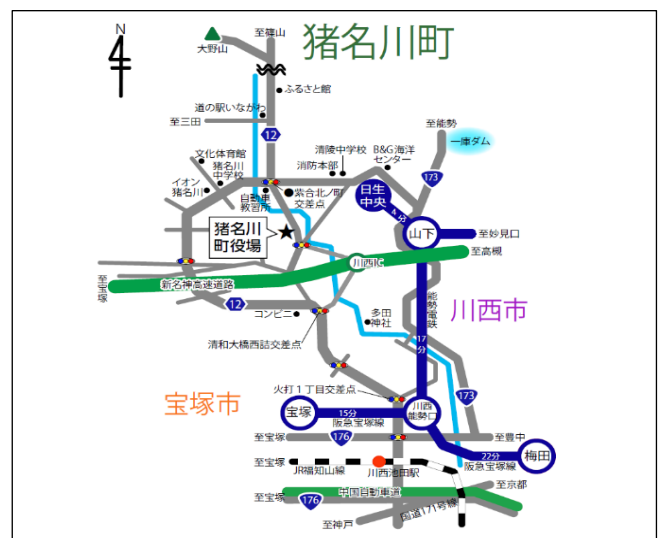 N
猪名川町
至篠山
大野山
ふるさと館
道の駅いながわ
至三田
12
至能勢
一庫ダム
清陵中学校
B&G海洋
センター
消防本部
173
文化体育館
猪名川
中学校
イオン
猪名川
自動車
教習所
紫合北ノ町
交差点
日生
中央
4分
猪名川
町役場
山下
至妙見口
至高槻
川西IC
至宝塚
新名神高速道路
12
コンビニ
多田
神社
能勢電鉄
17分
川西市
清和大橋西詰交差点
宝塚市
火打1丁目交差点
173
宝塚
15分
阪急宝塚線
川西
能勢口
至宝塚
176
至豊中
22分
梅田
阪急宝塚線
至宝塚
JR福知山線
川西池田駅
至京都
至宝塚
176
中国自動車道
国道171号線
至神戸